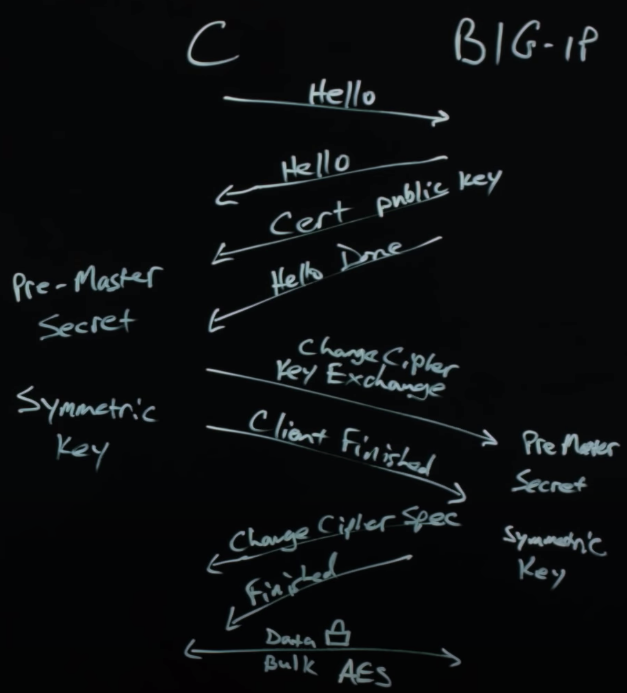 C
BIG-IP
Hello
Hello
Cert public key
Hello Done
Pre-Master
Secret
Change Cipher
Key Exchange
Symmetric
Key
Client Finished
Pre Master
Secret
Change Cipher Spec
Symmetric
Key
Finished
Data
Bulk AES